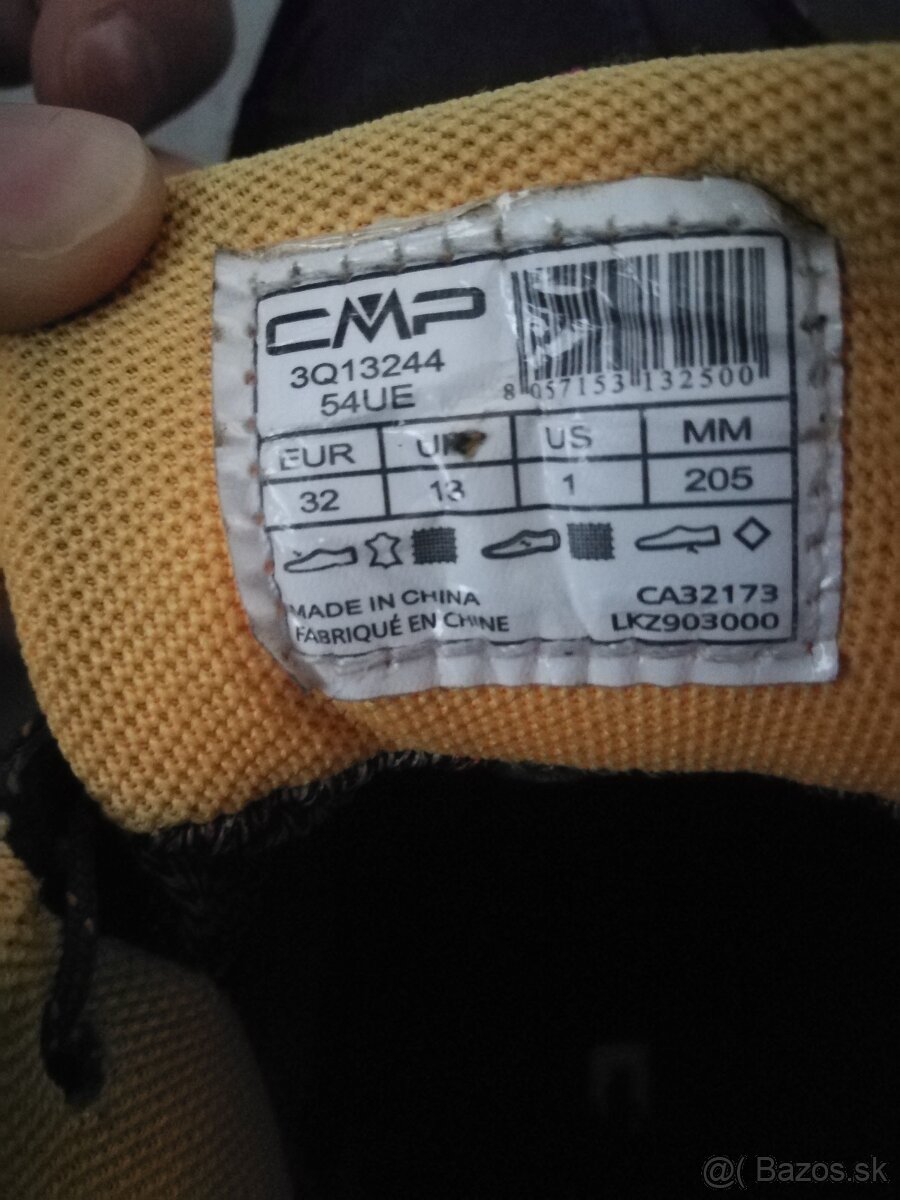 CMP
3Q13244
54UE
8 057153 132500
EUR UK US MM
32 13 1 205
MADE IN CHINA
FABRIQUÉ EN CHINE
CA32173
LKZ903000
@( Bazos.sk